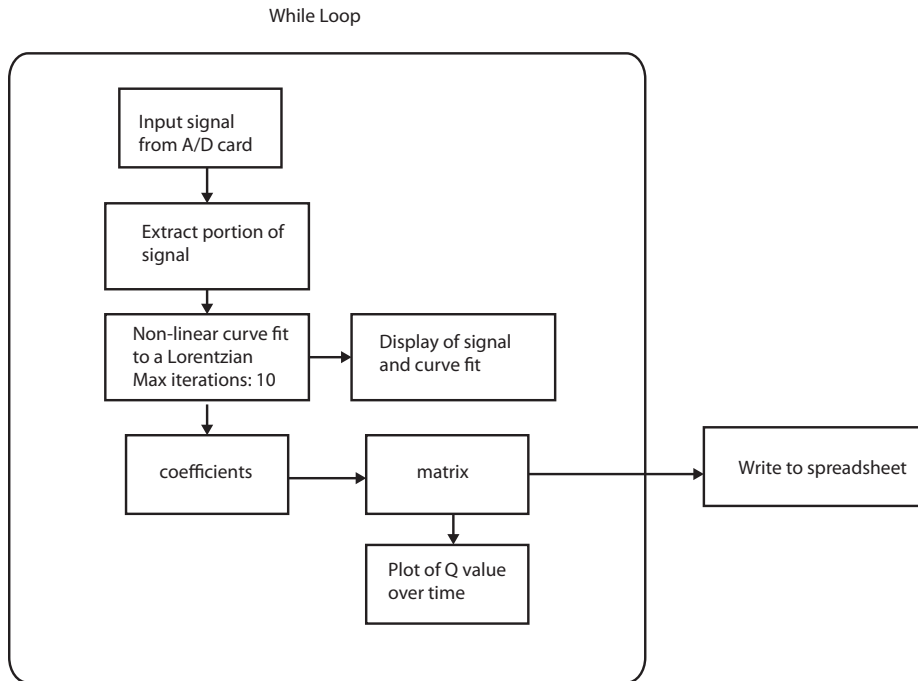 While Loop
Input signal
from A/D card
Extract portion of
signal
Non-linear curve fit
to a Lorentzian
Max iterations: 10
Display of signal
and curve fit
coefficients
matrix
Write to spreadsheet
Plot of Q value
over time